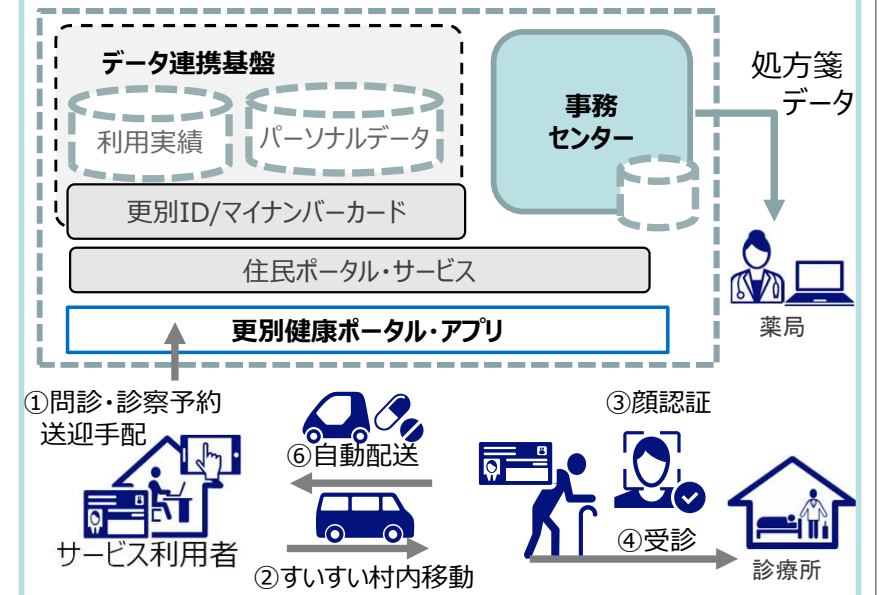 データ連携基盤
利用実績
パーソナルデータ
更別ID/マイナンバーカード
住民ポータル・サービス
更別健康ポータル・アプリ
事務
センター
処方箋
データ
薬局
①問診・診察予約
送迎手配
サービス利用者
⑥自動配送
②すいすい村内移動
③顔認証
④受診
診療所